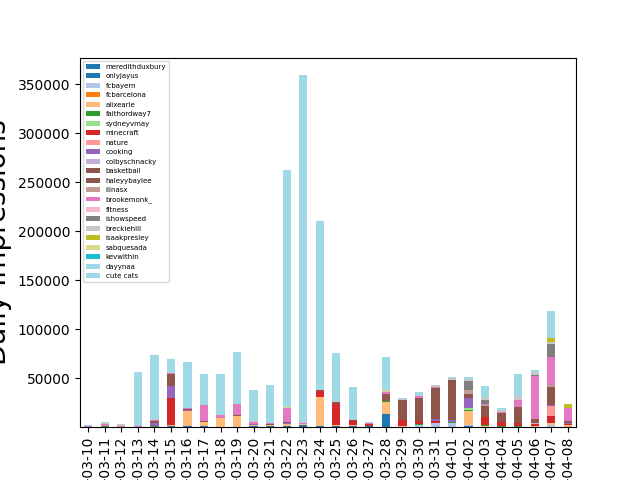 350000
300000
250000
200000
150000
100000
50000
Daily Impressions
meredithduxbury
onlyjayus
fcbayern
fcbarcelona
alixearle
faithordway7
sydneyvmay
minecraft
nature
cooking
colbyschnacky
basketball
haleyybaylee
ilinasx
brookemonk_
fitness
ishowspeed
breckiehill
isaakpresley
sabquesada
kevwithin
dayynaa
cute cats
03-10
03-11
03-12
03-13
03-14
03-15
03-16
03-17
03-18
03-19
03-20
03-21
03-22
03-23
03-24
03-25
03-26
03-27
03-28
03-29
03-30
03-31
04-01
04-02
04-03
04-04
04-05
04-06
04-07
04-08